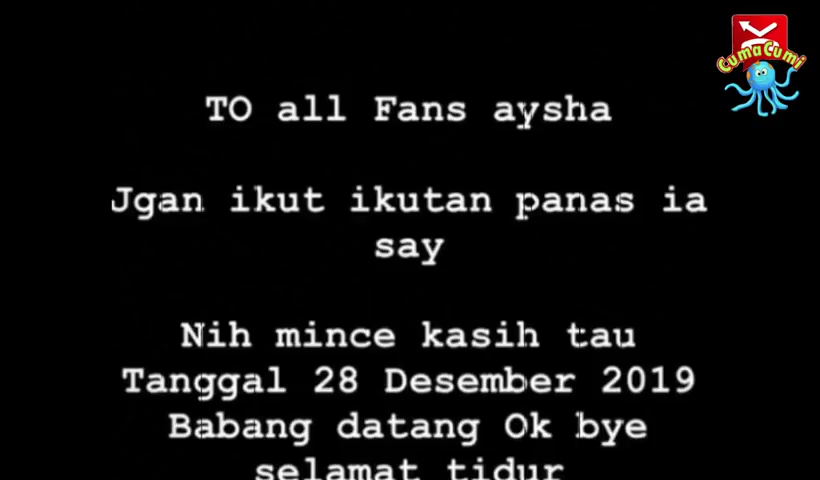 CumaCumi
TO all Fans aysha
Jgan ikut ikutan panas ia
say
Nih mince kasih tau
Tanggal 28 Desember 2019
Babang datang Ok bye
selamat tidur